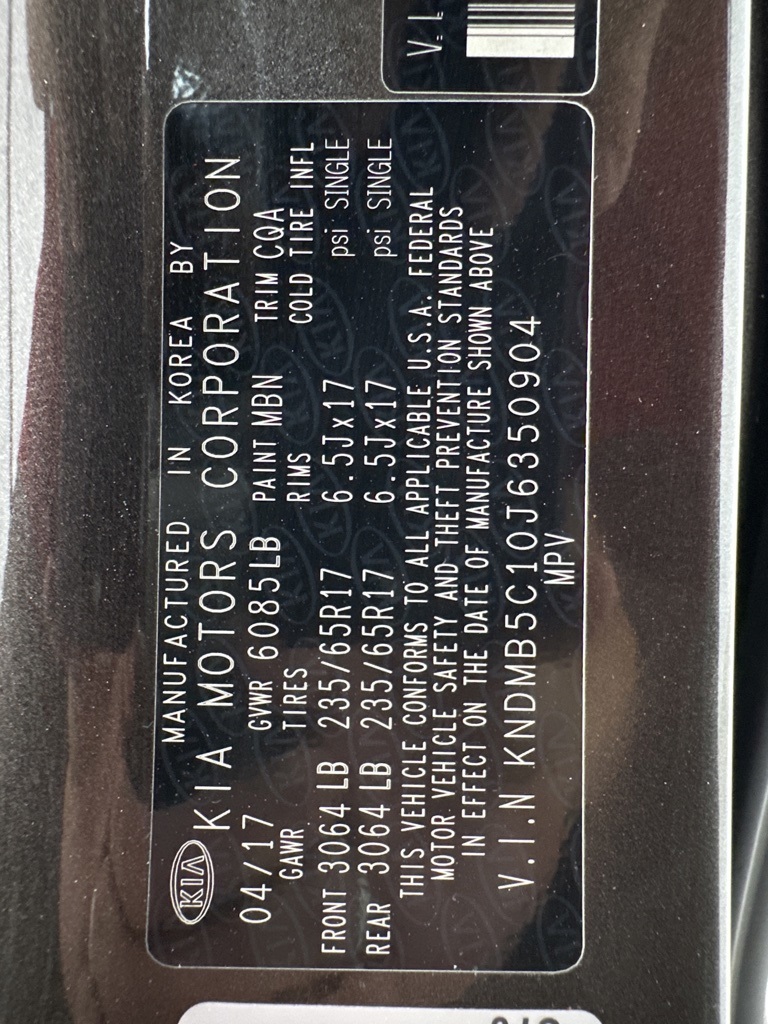 KIA
MANUFACTURED IN KOREA BY
KIA MOTORS CORPORATION
04/17 GVWR 6085LB PAINT MBN TRIM CQA
GAWR TIRES RIMS COLD TIRE INFL
FRONT 3064 LB 235/65R17 6.5Jx17 psi SINGLE
REAR 3064 LB 235/65R17 6.5Jx17 psi SINGLE
THIS VEHICLE CONFORMS TO ALL APPLICABLE U.S.A. FEDERAL
MOTOR VEHICLE SAFETY AND THEFT PREVENTION STANDARDS
IN EFFECT ON THE DATE OF MANUFACTURE SHOWN ABOVE
V.I.N KNDMB5C10J6350904
MPV